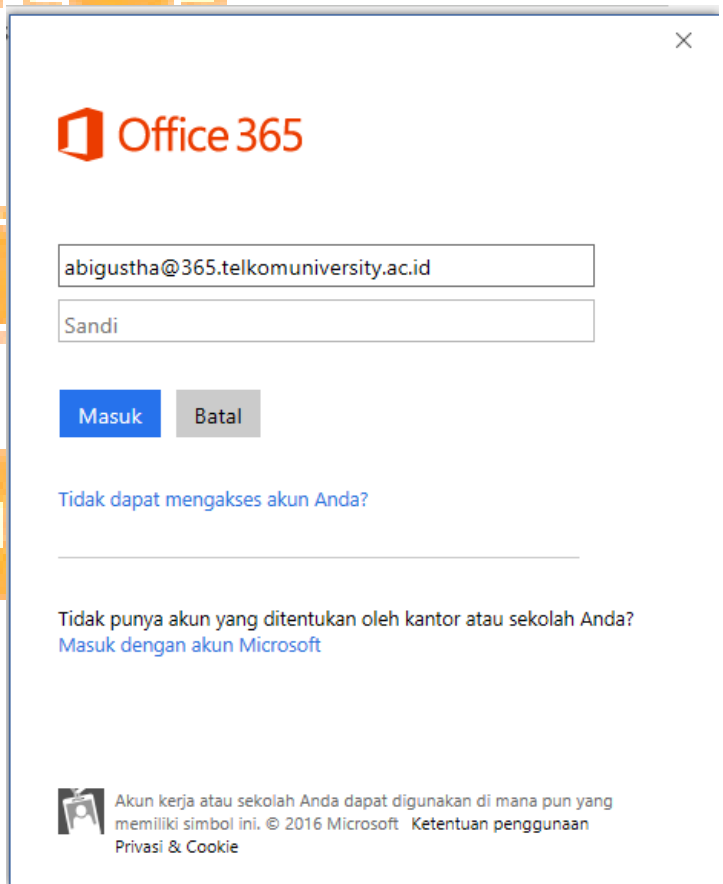 Office 365
abigustha@365.telkomuniversity.ac.id
Sandi
Masuk Batal
Tidak dapat mengakses akun Anda?
Tidak punya akun yang ditentukan oleh kantor atau sekolah Anda?
Masuk dengan akun Microsoft
Akun kerja atau sekolah Anda dapat digunakan di mana pun yang
memiliki simbol ini. © 2016 Microsoft Ketentuan penggunaan
Privasi & Cookie